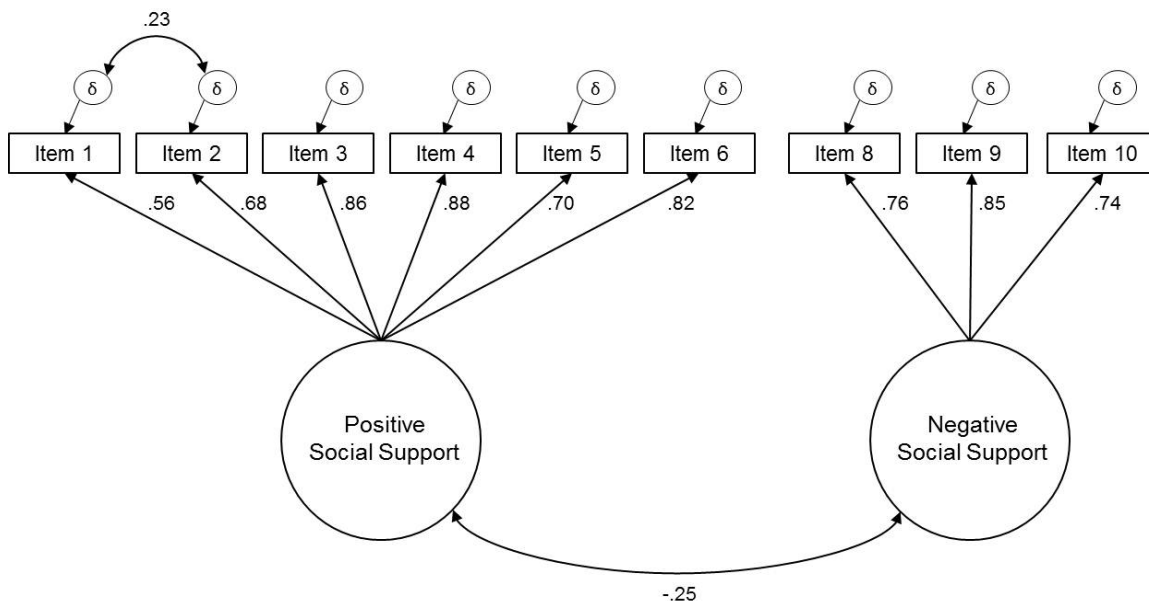 .23
δ δ δ δ δ δ δ δ δ
Item 1 Item 2 Item 3 Item 4 Item 5 Item 6 Item 8 Item 9 Item 10
.56 .68 .86 .88 .70 .82 .76 .85 .74
Positive
Social Support
Negative
Social Support
-.25